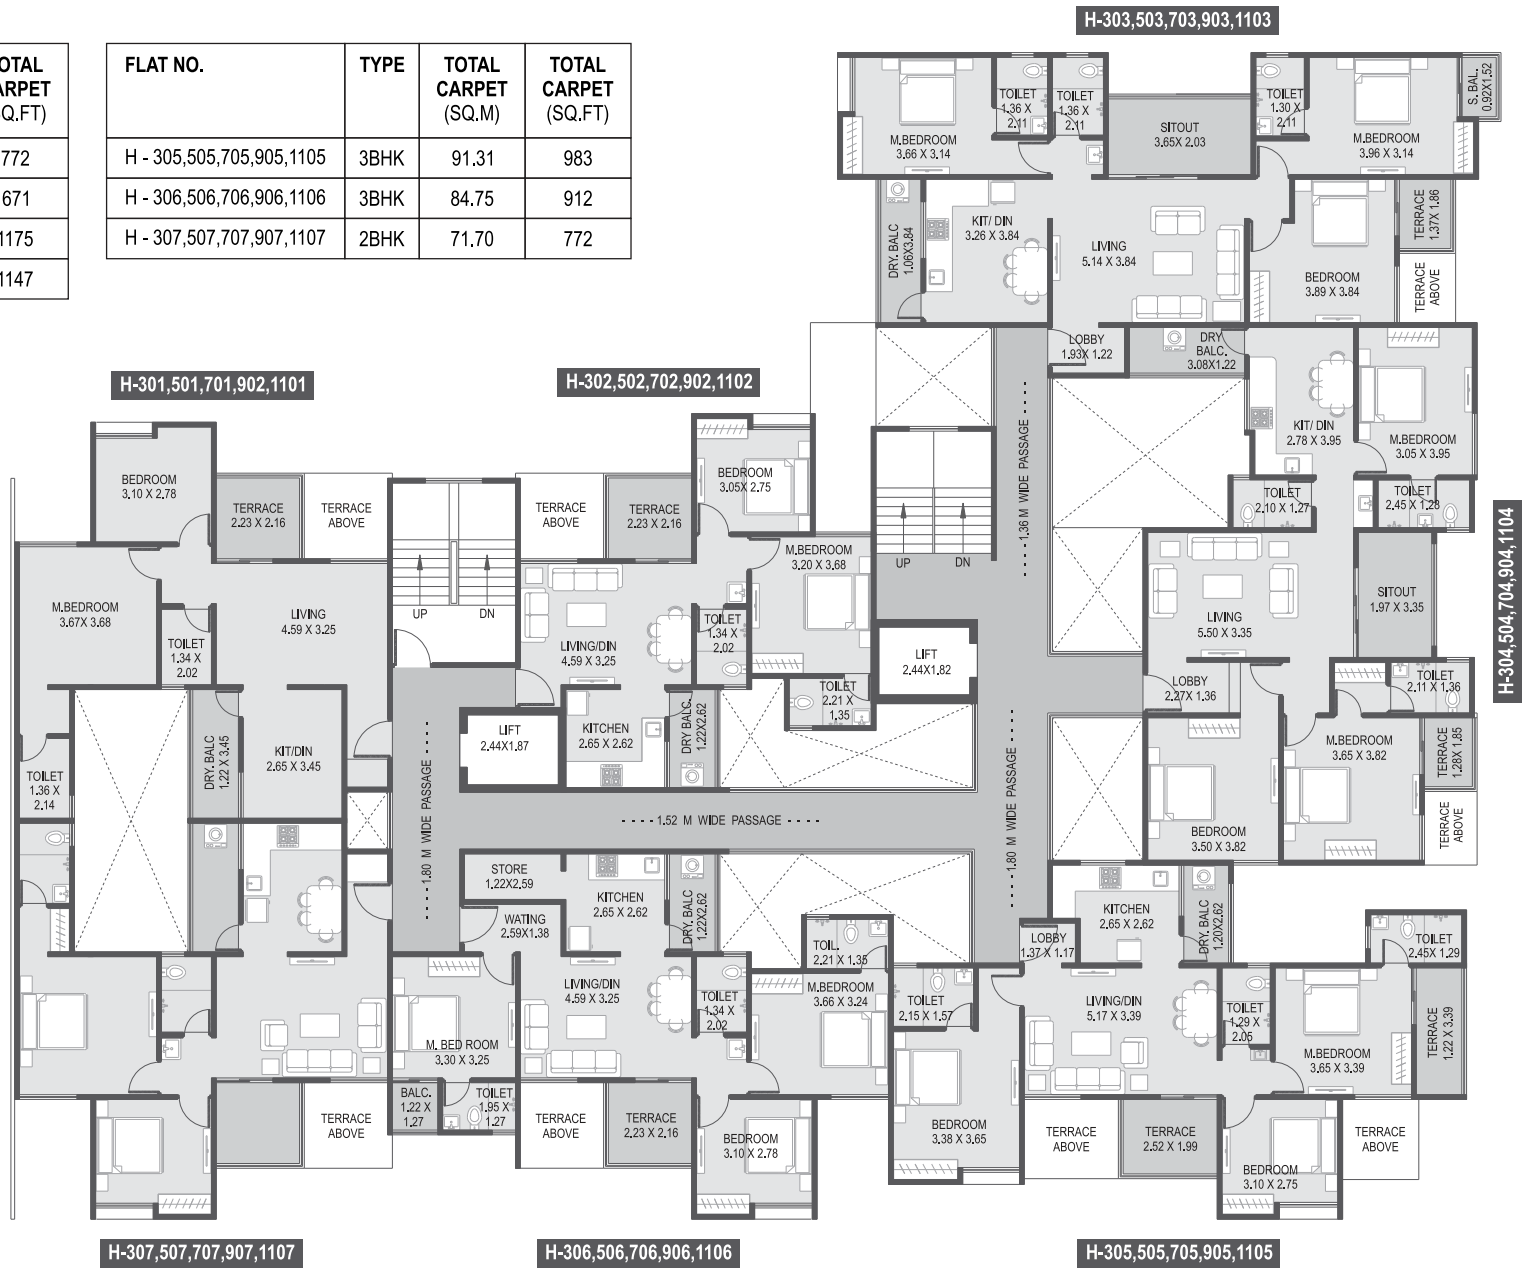 H-303,503,703,903,1103
TOTAL
CARPET
(SQ.FT)
772
671
1175
1147
FLAT NO. TYPE TOTAL CARPET (SQ.M) TOTAL CARPET (SQ.FT)
H - 305,505,705,905,1105 3BHK 91.31 983
H - 306,506,706,906,1106 3BHK 84.75 912
H - 307,507,707,907,1107 2BHK 71.70 772
M.BEDROOM
3.66 X 3.14
TOILET
1.36 X
2.11
TOILET
1.36 X
2.11
SITOUT
3.65X 2.03
TOILET
1.30 X
2.11
M.BEDROOM
3.96 X 3.14
S. BAL.
0.92X1.52
DRY. BALC
1.06X3.84
KIT/ DIN
3.26 X 3.84
LIVING
5.14 X 3.84
BEDROOM
3.89 X 3.84
TERRACE
1.37X 1.86
TERRACE
ABOVE
LOBBY
1.93X 1.22
DRY
BALC.
3.08X1.22
KIT/ DIN
2.78 X 3.95
M.BEDROOM
3.05 X 3.95
TOILET
2.10 X 1.27
TOILET
2.45 X 1.28
LIVING
5.50 X 3.35
SITOUT
1.97 X 3.35
LOBBY
2.27X 1.36
TOILET
2.11 X 1.36
M.BEDROOM
3.65 X 3.82
TERRACE
1.28X 1.85
BEDROOM
3.50 X 3.82
TERRACE
ABOVE
H-304,504,704,904,1104
H-301,501,701,902,1101
H-302,502,702,902,1102
BEDROOM
3.10 X 2.78
TERRACE
2.23 X 2.16
TERRACE
ABOVE
M.BEDROOM
3.67X 3.68
LIVING
4.59 X 3.25
TOILET
1.34 X
2.02
DRY. BALC
1.22 X 3.45
KIT/DIN
2.65 X 3.45
TOILET
1.36 X
2.14
UP DN
TERRACE
ABOVE
TERRACE
2.23 X 2.16
BEDROOM
3.05X 2.75
M.BEDROOM
3.20 X 3.68
LIVING/DIN
4.59 X 3.25
TOILET
1.34 X
2.02
TOILET
2.21 X
1.35
KITCHEN
2.65 X 2.62
DRY BALC.
1.22X2.62
LIFT
2.44X1.87
UP DN
LIFT
2.44X1.82
1.36 M WIDE PASSAGE
1.80 M WIDE PASSAGE
1.52 M WIDE PASSAGE
1.80 M WIDE PASSAGE
STORE
1.22X2.59
WATING
2.59X1.38
KITCHEN
2.65 X 2.62
DRY. BALC
1.22X2.62
LIVING/DIN
4.59 X 3.25
TOILET
1.34 X
2.02
TOIL.
2.21 X 1.35
M.BEDROOM
3.66 X 3.24
M. BED ROOM
3.30 X 3.25
BALC.
1.22 X
1.27
TOILET
1.95 X
1.27
TERRACE
ABOVE
TERRACE
ABOVE
TERRACE
2.23 X 2.16
BEDROOM
3.10 X 2.78
LOBBY
1.37 X 1.17
KITCHEN
2.65 X 2.62
DRY. BALC
1.20X2.62
TOILET
2.15 X 1.57
LIVING/DIN
5.17 X 3.39
TOILET
1.29 X
2.05
TOILET
2.45X 1.29
M.BEDROOM
3.65 X 3.39
TERRACE
1.22 X 3.39
BEDROOM
3.38 X 3.65
TERRACE
ABOVE
TERRACE
2.52 X 1.99
BEDROOM
3.10 X 2.75
TERRACE
ABOVE
H-307,507,707,907,1107
H-306,506,706,906,1106
H-305,505,705,905,1105